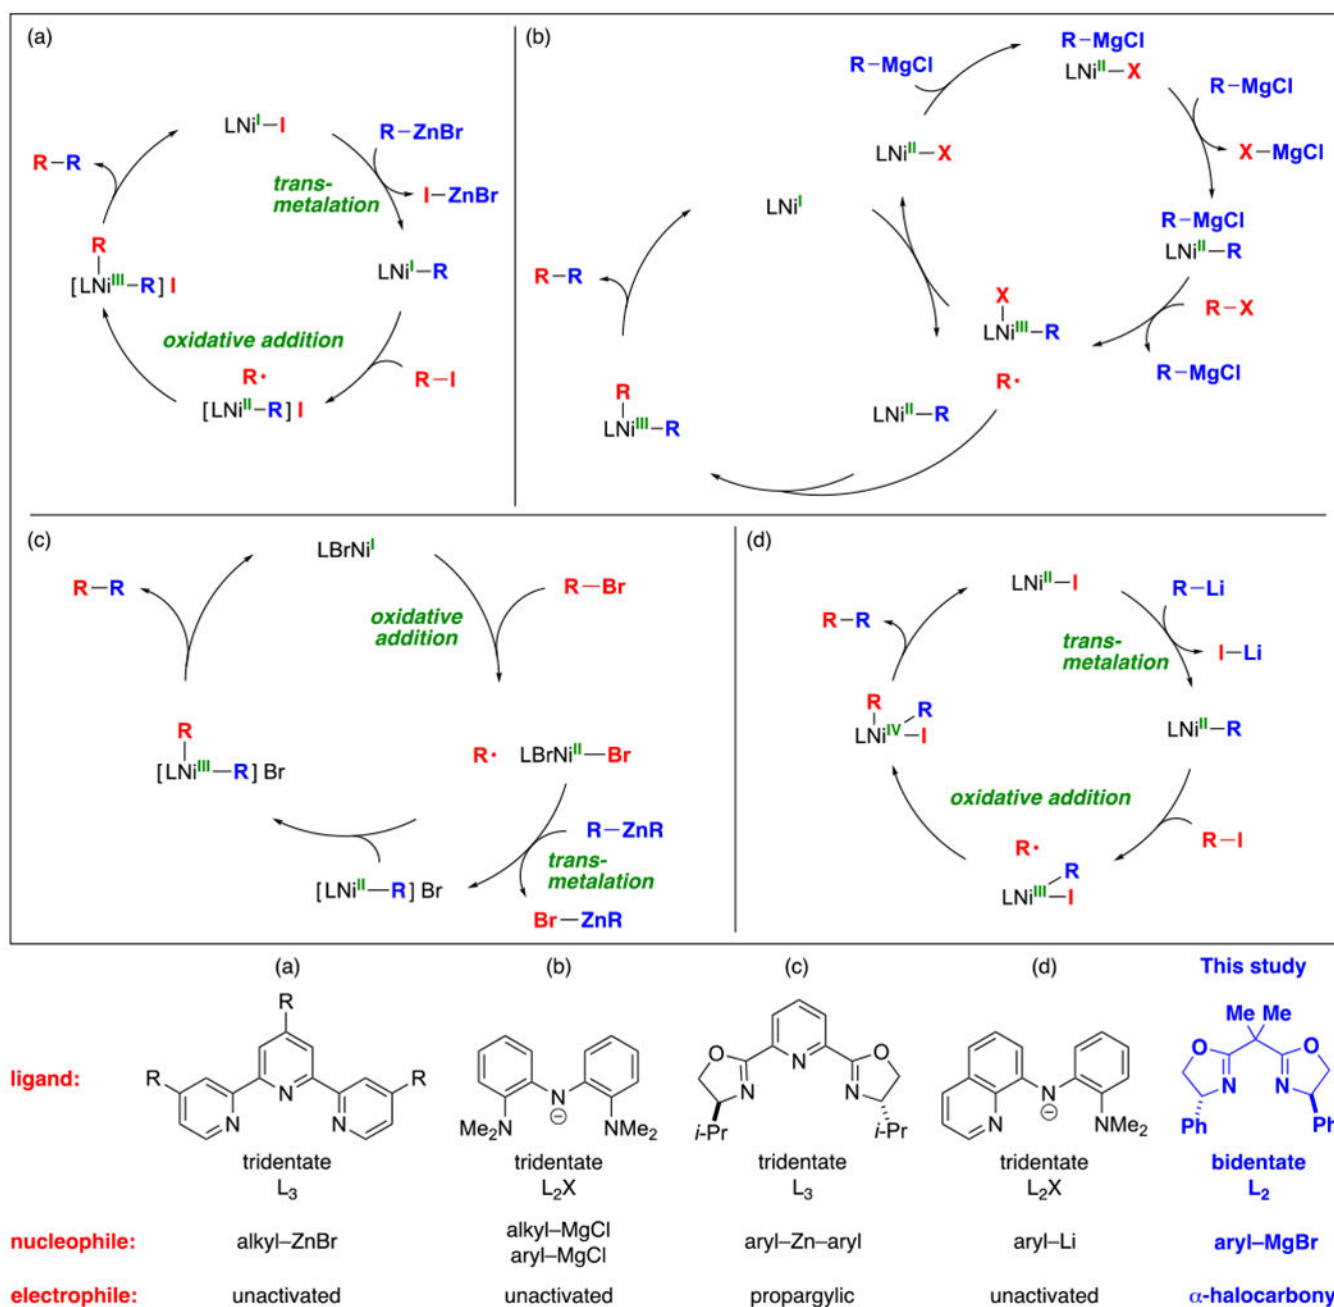 (a)
LNiI–I
R–ZnBr
I–ZnBr
trans-
metalation
LNiI–R
R–I
oxidative addition
R•
[LNiII–R] I
R
[LNiIII–R] I
R–R
(b)
R–MgCl
LNiII–X
R–MgCl
LNiII–X
R–MgCl
X–MgCl
R–MgCl
LNiII–R
R–X
R–MgCl
X
LNiIII–R
R•
LNiI
LNiII–R
R
LNiIII–R
R–R
(c)
LBrNiI
R–Br
oxidative
addition
R•
LBrNiII–Br
R–ZnR
trans-
metalation
Br–ZnR
[LNiII–R] Br
R
[LNiIII–R] Br
R–R
(d)
LNiII–I
R–Li
I–Li
trans-
metalation
LNiII–R
R–I
oxidative addition
R•
R
LNiIII–I
R
R
LNiIV I
R–R
(a) (b) (c) (d) This study
ligand:
R
R
R
N
N
N
N
⊖
Me2N
NMe2
O
O
N
N
N
i-Pr
i-Pr
N
N
⊖
NMe2
Me Me
O
O
N
N
Ph
Ph
tridentate tridentate tridentate tridentate bidentate
L3 L2X L3 L2X L2
nucleophile: alkyl–ZnBr alkyl–MgCl aryl–Zn–aryl aryl–Li aryl–MgBr
aryl–MgCl
electrophile: unactivated unactivated propargylic unactivated α-halocarbony